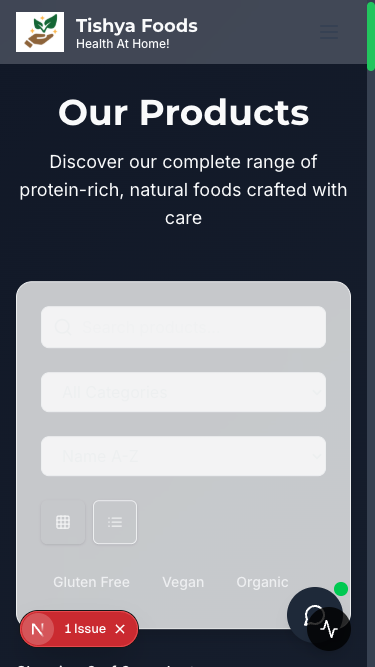 Tishya Foods
Health At Home!
Our Products
Discover our complete range of
protein-rich, natural foods crafted with
care
All Categories
Name A-Z
Gluten Free
Vegan
Organic
N
1 Issue